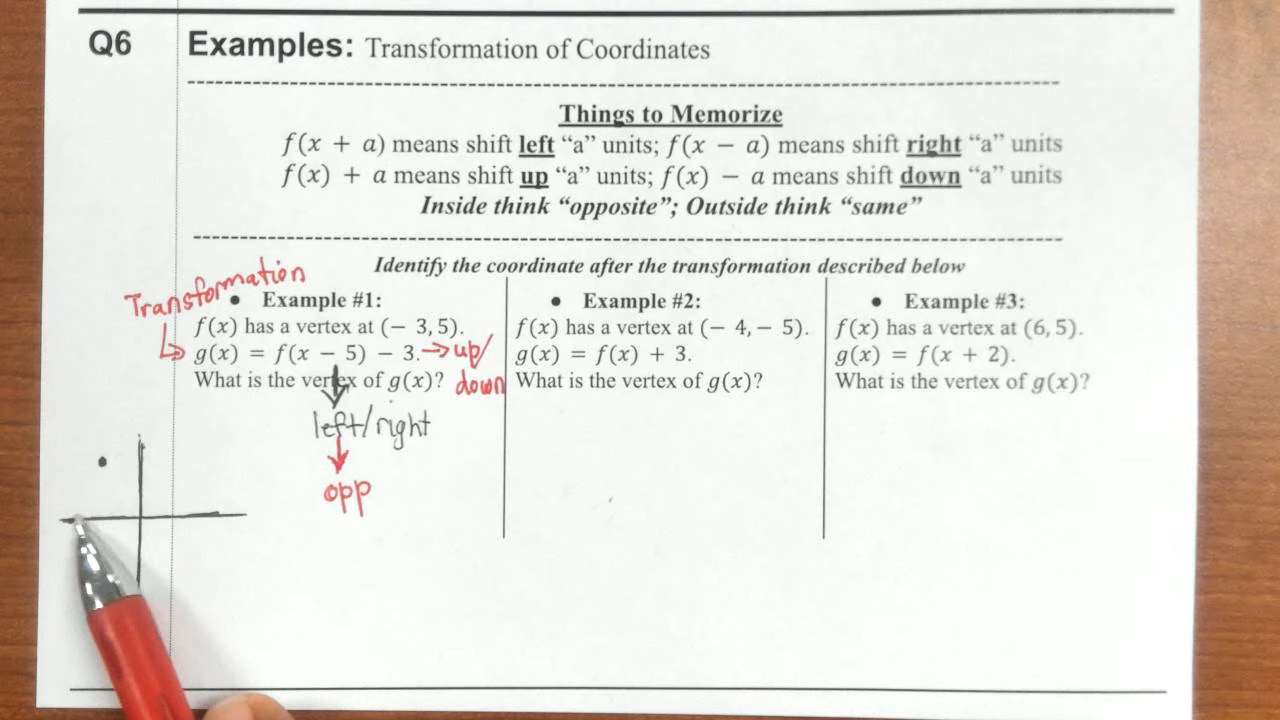 Q6 Examples: Transformation of Coordinates
Things to Memorize
f(x + a) means shift left “a” units; f(x − a) means shift right “a” units
f(x) + a means shift up “a” units; f(x) − a means shift down “a” units
Inside think “opposite”; Outside think “same”
Identify the coordinate after the transformation described below
Transformation
• Example #1:
f(x) has a vertex at (− 3, 5).
g(x) = f(x − 5) − 3. → up/
What is the vertex of g(x)? down
left/right
opp
• Example #2:
f(x) has a vertex at (− 4, − 5).
g(x) = f(x) + 3.
What is the vertex of g(x)?
• Example #3:
f(x) has a vertex at (6, 5).
g(x) = f(x + 2).
What is the vertex of g(x)?